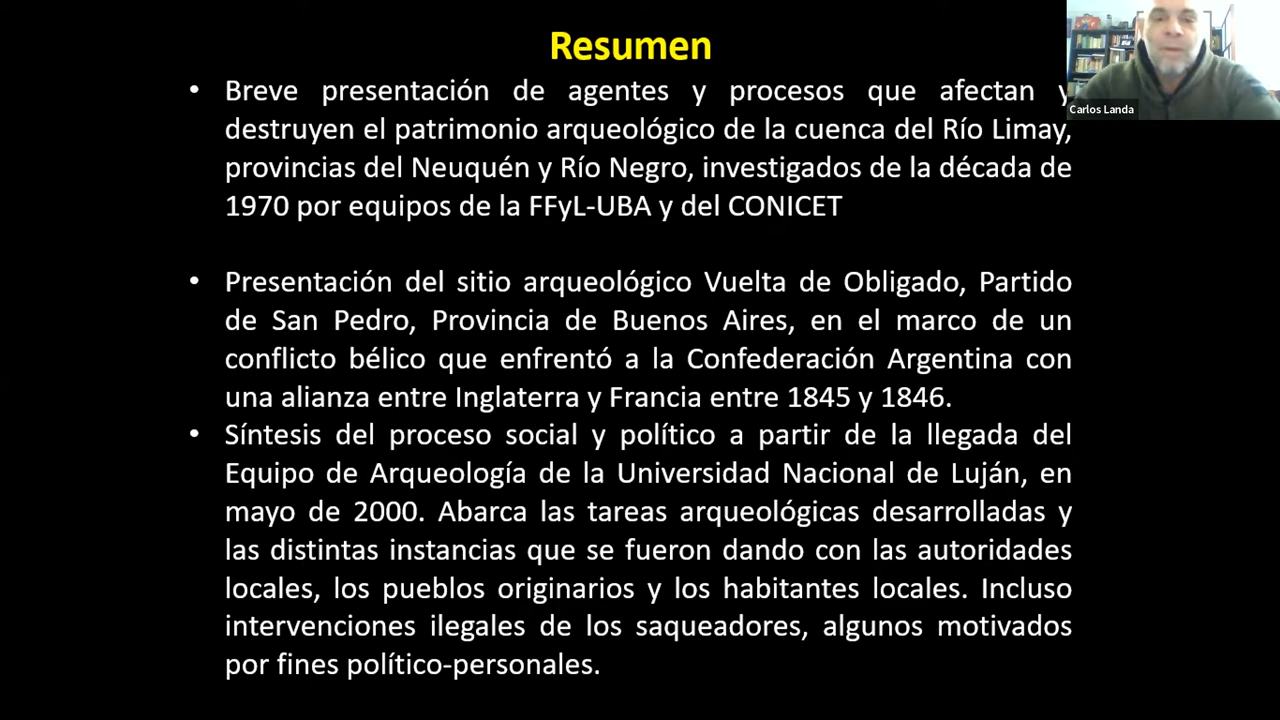 Resumen
• Breve presentación de agentes y procesos que afectan y
Carlos Landa
destruyen el patrimonio arqueológico de la cuenca del Río Limay,
provincias del Neuquén y Río Negro, investigados de la década de
1970 por equipos de la FFyL-UBA y del CONICET
• Presentación del sitio arqueológico Vuelta de Obligado, Partido
de San Pedro, Provincia de Buenos Aires, en el marco de un
conflicto bélico que enfrentó a la Confederación Argentina con
una alianza entre Inglaterra y Francia entre 1845 y 1846.
• Síntesis del proceso social y político a partir de la llegada del
Equipo de Arqueología de la Universidad Nacional de Luján, en
mayo de 2000. Abarca las tareas arqueológicas desarrolladas y
las distintas instancias que se fueron dando con las autoridades
locales, los pueblos originarios y los habitantes locales. Incluso
intervenciones ilegales de los saqueadores, algunos motivados
por fines político-personales.